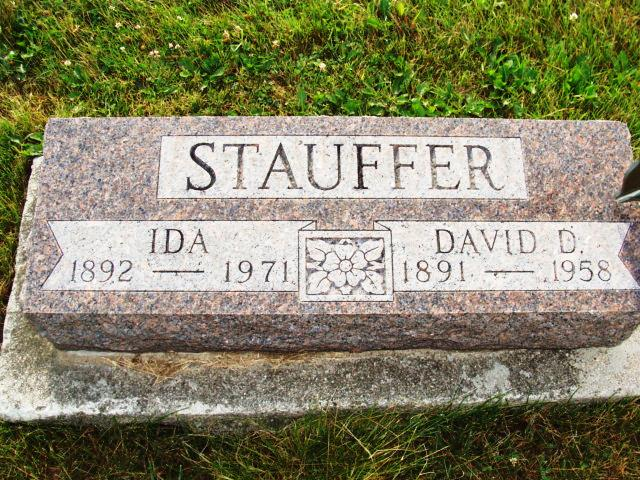 STAUFFER
IDA
1892 — 1971
DAVID D.
1891 — 1958